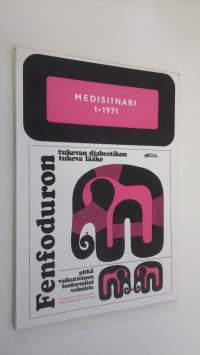 MEDISIINARI
1 • 1971
Fenfoduron
tukevan diabeetikon
tukeva lääke
pitkä
vaikutteinen
fenformiini
valmiste